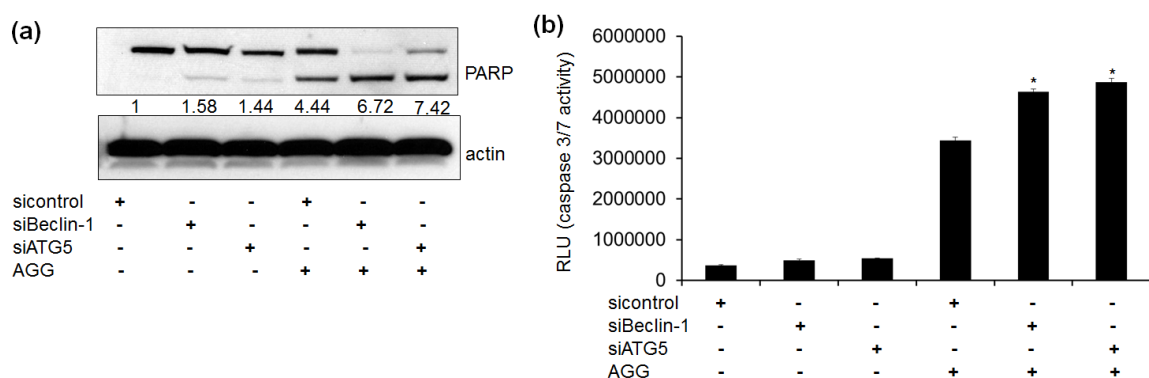 (a)
PARP
1 1.58 1.44 4.44 6.72 7.42
actin
sicontrol + - - + - -
siBeclin-1 - + - - + -
siATG5 - - + - - +
AGG - - - + + +
(b)
RLU (caspase 3/7 activity)
6000000
5000000
4000000
3000000
2000000
1000000
0
* *
sicontrol + - - + - -
siBeclin-1 - + - - + -
siATG5 - - + - - +
AGG - - - + + +